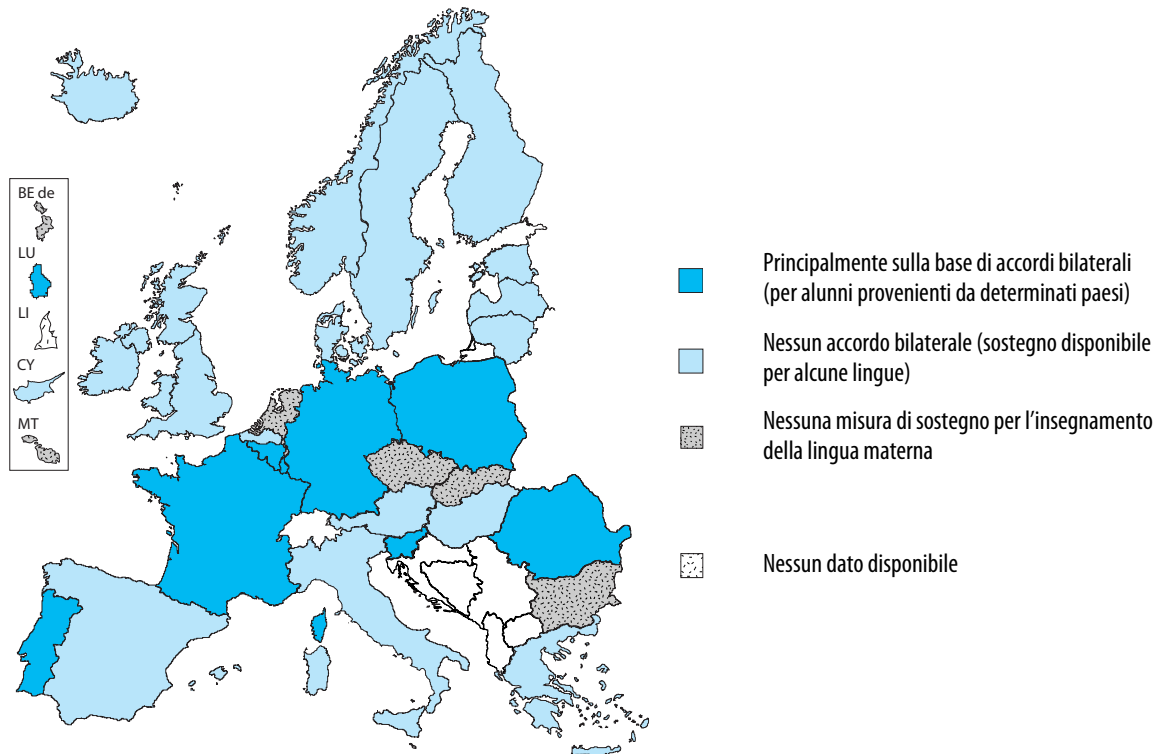 BE de
LU
LI
CY
MT
Principalmente sulla base di accordi bilaterali
(per alunni provenienti da determinati paesi)
Nessun accordo bilaterale (sostegno disponibile
per alcune lingue)
Nessuna misura di sostegno per l’insegnamento
della lingua materna
Nessun dato disponibile